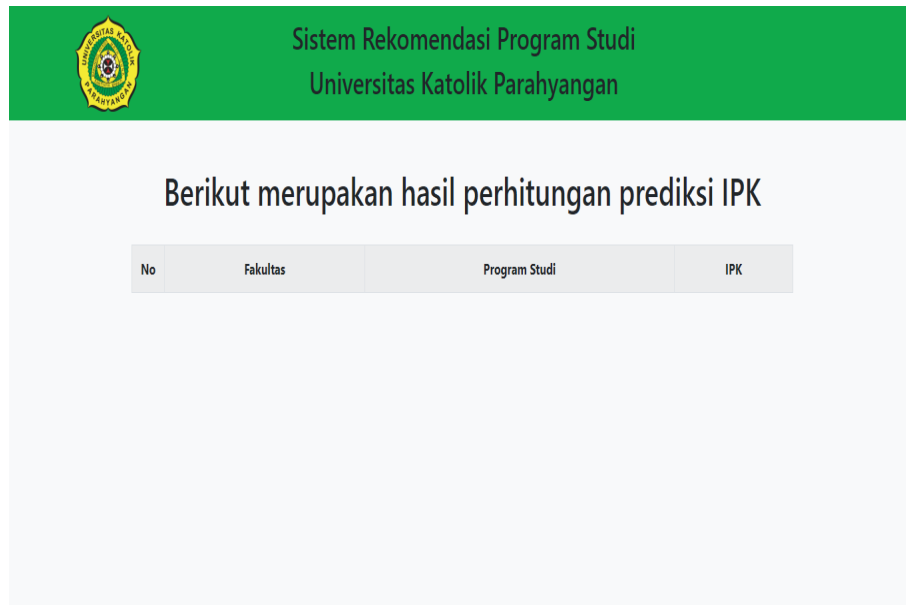 UNIVERSITAS KATOLIK
PARAHYANGAN
Sistem Rekomendasi Program Studi
Universitas Katolik Parahyangan
Berikut merupakan hasil perhitungan prediksi IPK
No Fakultas Program Studi IPK